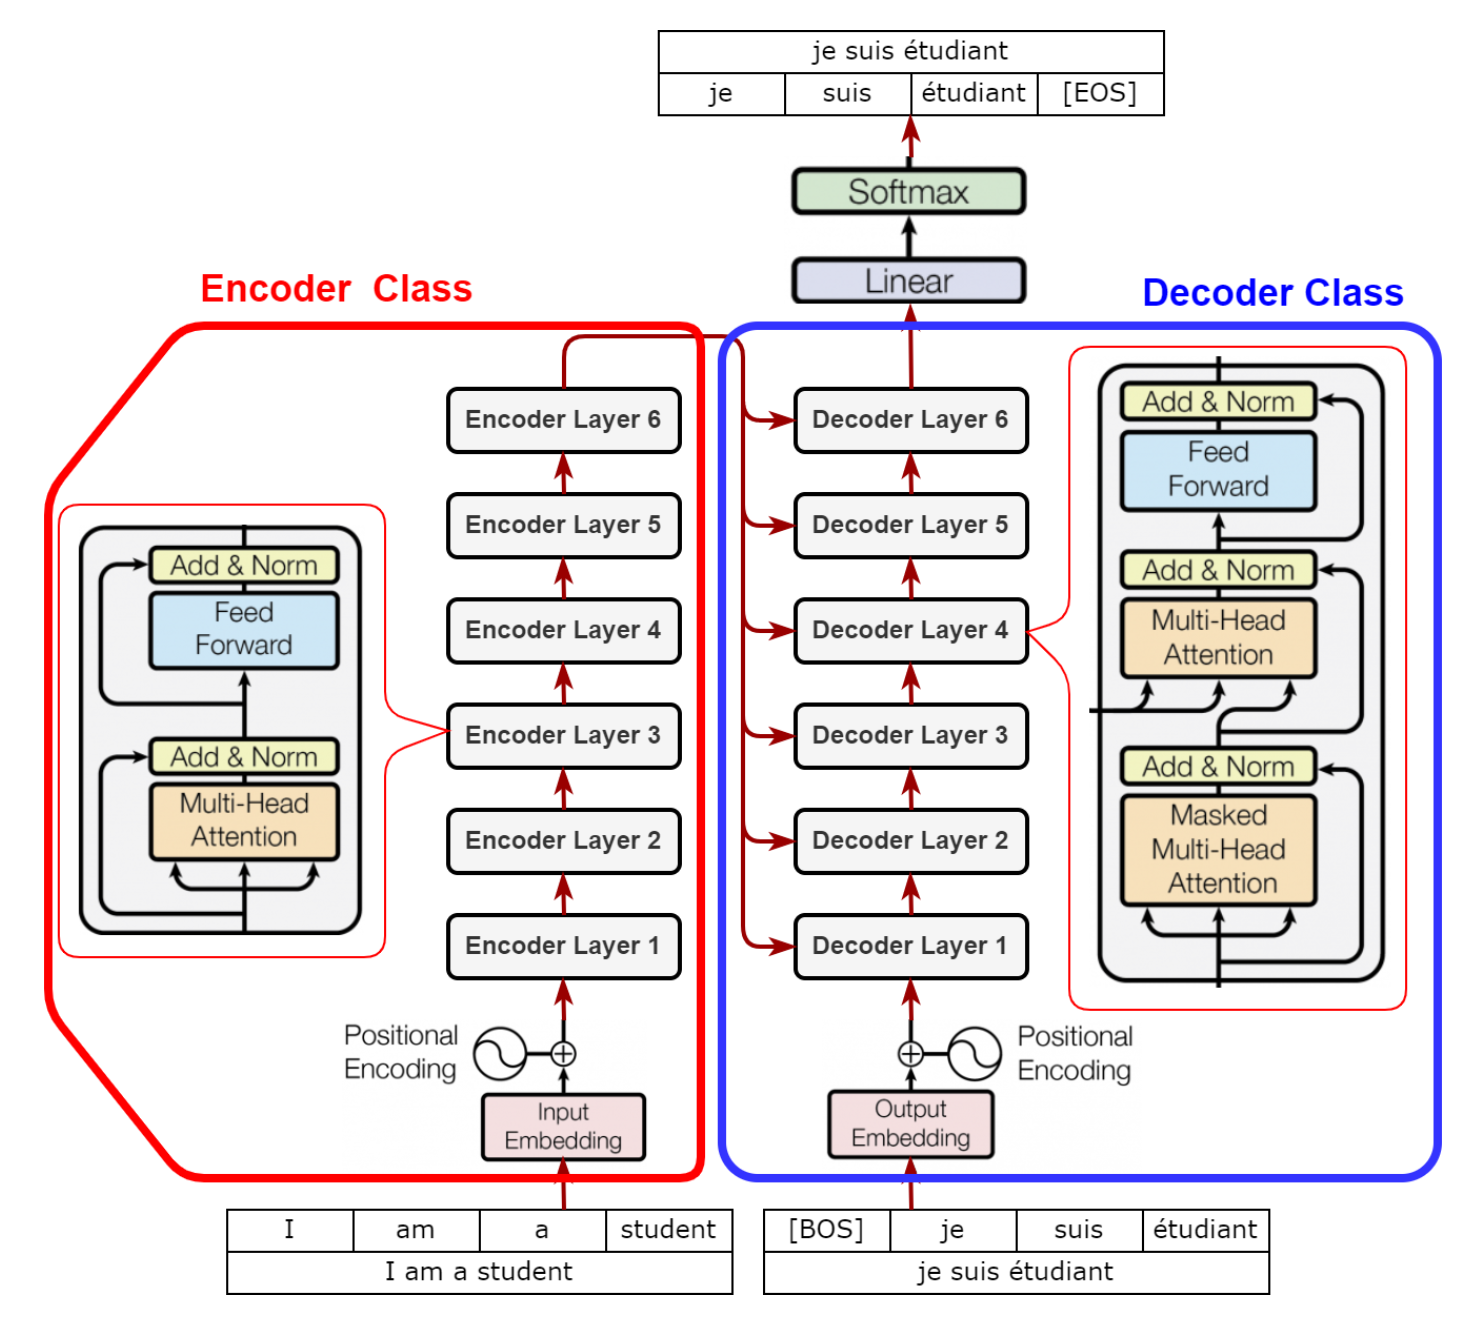 je suis étudiant
je suis étudiant [EOS]
Softmax
Linear
Encoder Class
Encoder Layer 6
Encoder Layer 5
Encoder Layer 4
Encoder Layer 3
Encoder Layer 2
Encoder Layer 1
Add & Norm
Feed
Forward
Add & Norm
Multi-Head
Attention
Positional
Encoding
Input
Embedding
I am a student
I am a student
Decoder Class
Decoder Layer 6
Decoder Layer 5
Decoder Layer 4
Decoder Layer 3
Decoder Layer 2
Decoder Layer 1
Add & Norm
Feed
Forward
Add & Norm
Multi-Head
Attention
Add & Norm
Masked
Multi-Head
Attention
Positional
Encoding
Output
Embedding
[BOS] je suis étudiant
je suis étudiant